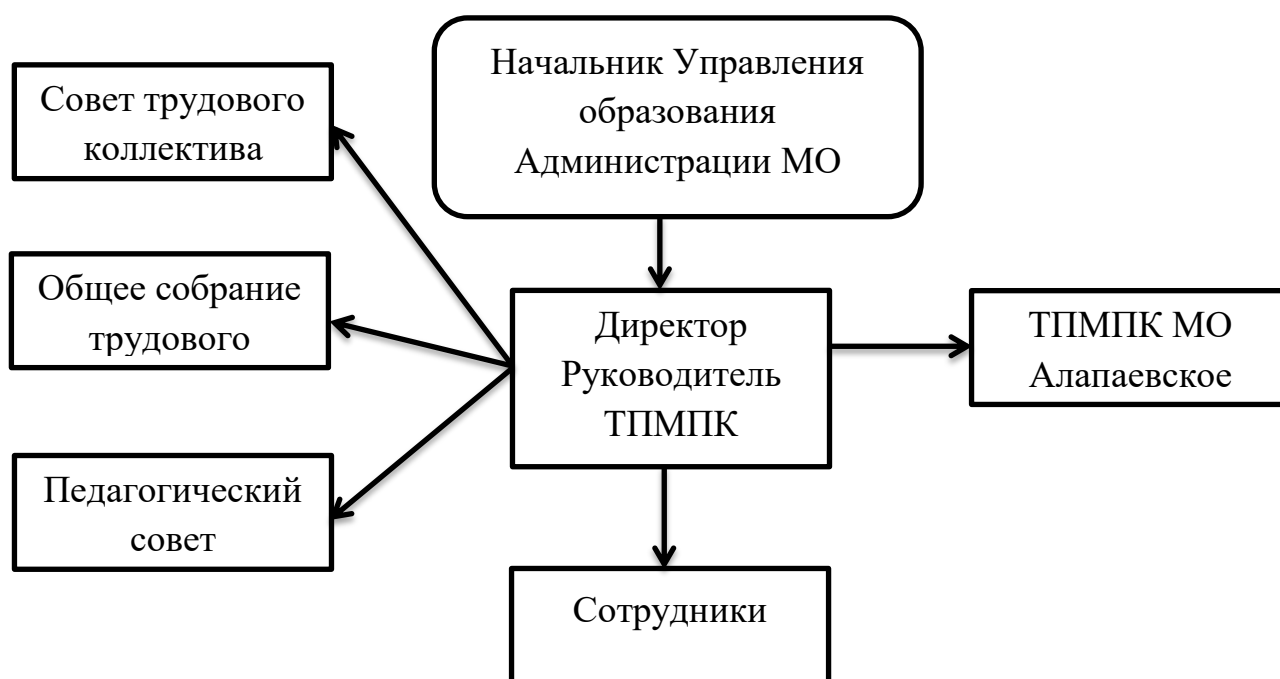 Начальник Управления
образования
Администрации МО
Совет трудового
коллектива
Общее собрание
трудового
Директор
Руководитель
ТПМПК
ТПМПК МО
Алапаевское
Педагогический
совет
Сотрудники